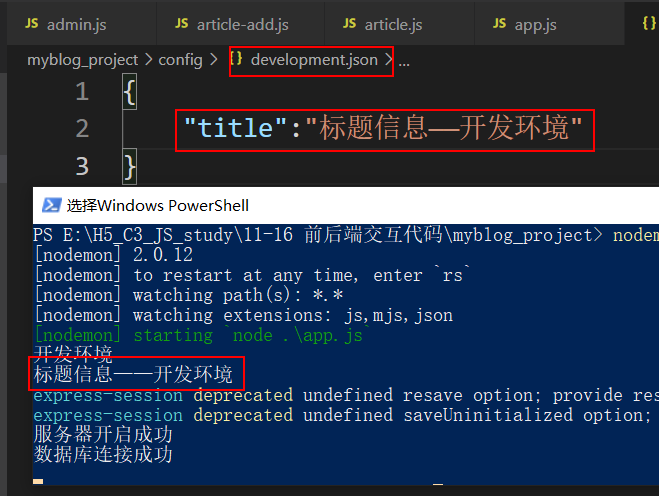 JS admin.js JS article-add.js JS article.js JS app.js {}
myblog_project > config > {} development.json > ...
1 {
2 "title":"标题信息——开发环境"
3 }
选择Windows PowerShell
PS E:\H5_C3_JS_study\11-16 前后端交互代码\myblog_project> nodem
[nodemon] 2.0.12
[nodemon] to restart at any time, enter `rs`
[nodemon] watching path(s): *.*
[nodemon] watching extensions: js,mjs,json
[nodemon] starting `node .\app.js`
开发环境
标题信息——开发环境
express-session deprecated undefined resave option; provide res
express-session deprecated undefined saveUninitialized option;
服务器开启成功
数据库连接成功